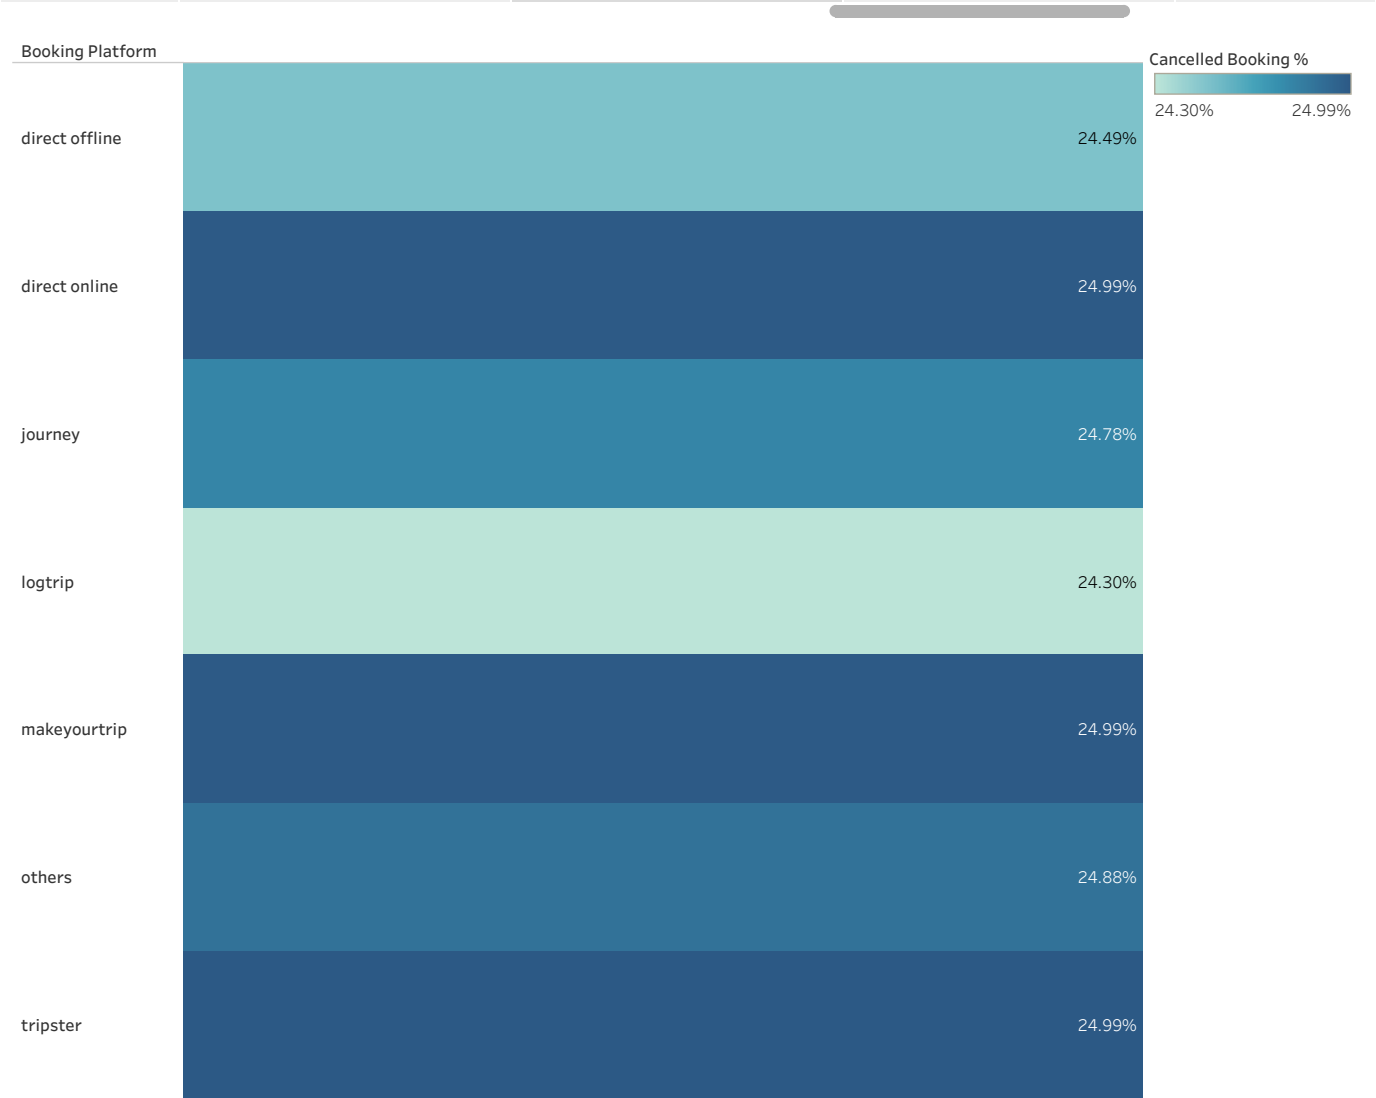 Booking Platform
Cancelled Booking %
24.30% 24.99%
direct offline 24.49%
direct online 24.99%
journey 24.78%
logtrip 24.30%
makeyourtrip 24.99%
others 24.88%
tripster 24.99%